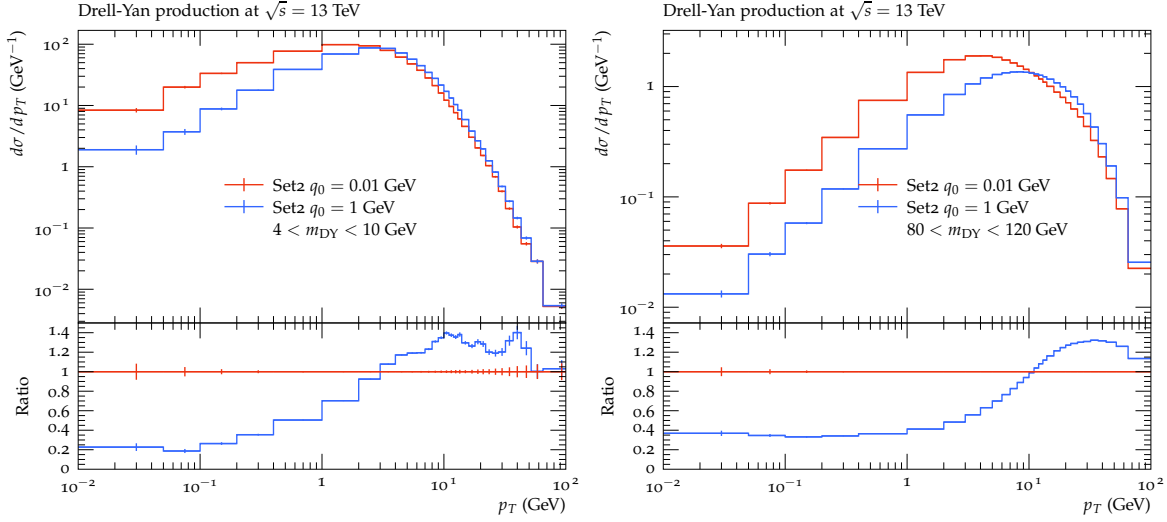 Drell-Yan production at √s = 13 TeV
dσ/dp_T (GeV⁻¹)
10²
10¹
1
10⁻¹
10⁻²
Set2 q₀ = 0.01 GeV
Set2 q₀ = 1 GeV
4 < m_DY < 10 GeV
Ratio
1.4
1.2
1
0.8
0.6
0.4
0.2
0
10⁻² 10⁻¹ 1 10¹ 10²
p_T (GeV)
Drell-Yan production at √s = 13 TeV
dσ/dp_T (GeV⁻¹)
1
10⁻¹
10⁻²
Set2 q₀ = 0.01 GeV
Set2 q₀ = 1 GeV
80 < m_DY < 120 GeV
Ratio
1.4
1.2
1
0.8
0.6
0.4
0.2
0
10⁻² 10⁻¹ 1 10¹ 10²
p_T (GeV)